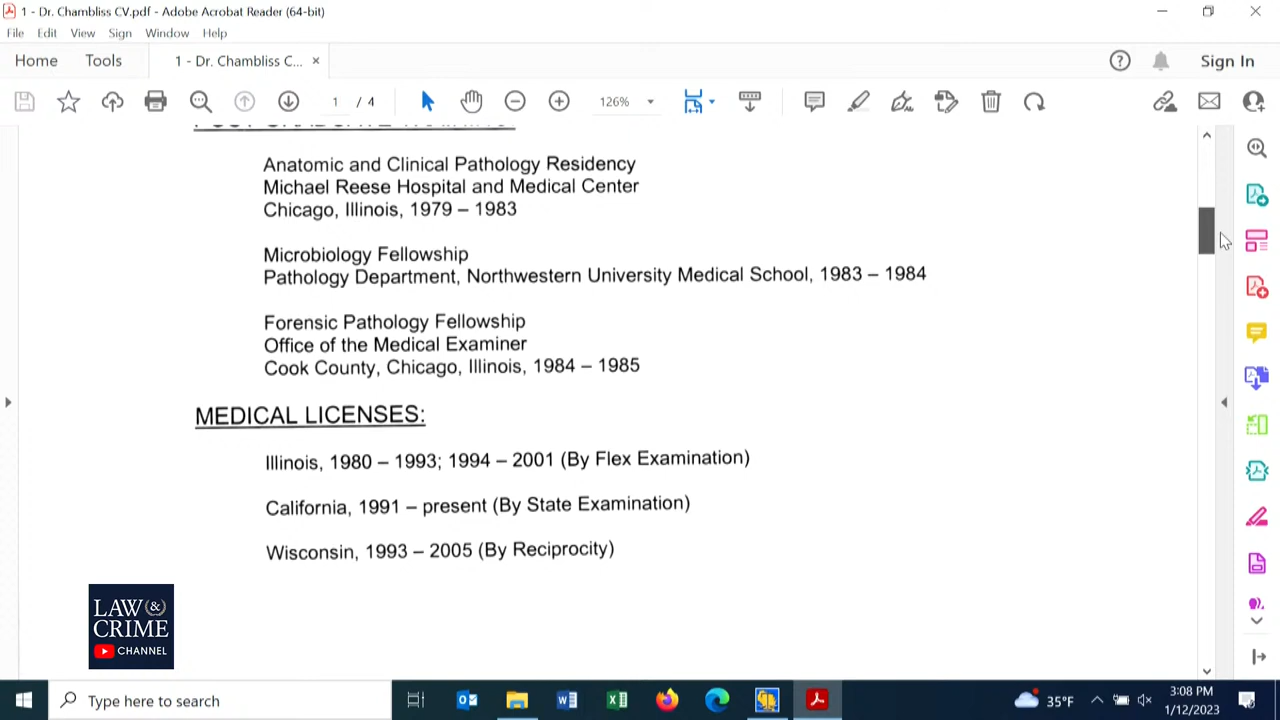 1 - Dr. Chambliss CV.pdf - Adobe Acrobat Reader (64-bit)
File Edit View Sign Window Help
Home Tools 1 - Dr. Chambliss C... × Sign In
1 / 4 126%
Anatomic and Clinical Pathology Residency
Michael Reese Hospital and Medical Center
Chicago, Illinois, 1979 – 1983
Microbiology Fellowship
Pathology Department, Northwestern University Medical School, 1983 – 1984
Forensic Pathology Fellowship
Office of the Medical Examiner
Cook County, Chicago, Illinois, 1984 – 1985
MEDICAL LICENSES:
Illinois, 1980 – 1993; 1994 – 2001 (By Flex Examination)
California, 1991 – present (By State Examination)
Wisconsin, 1993 – 2005 (By Reciprocity)
LAW &
CRIME
CHANNEL
Type here to search
35°F
3:08 PM
1/12/2023